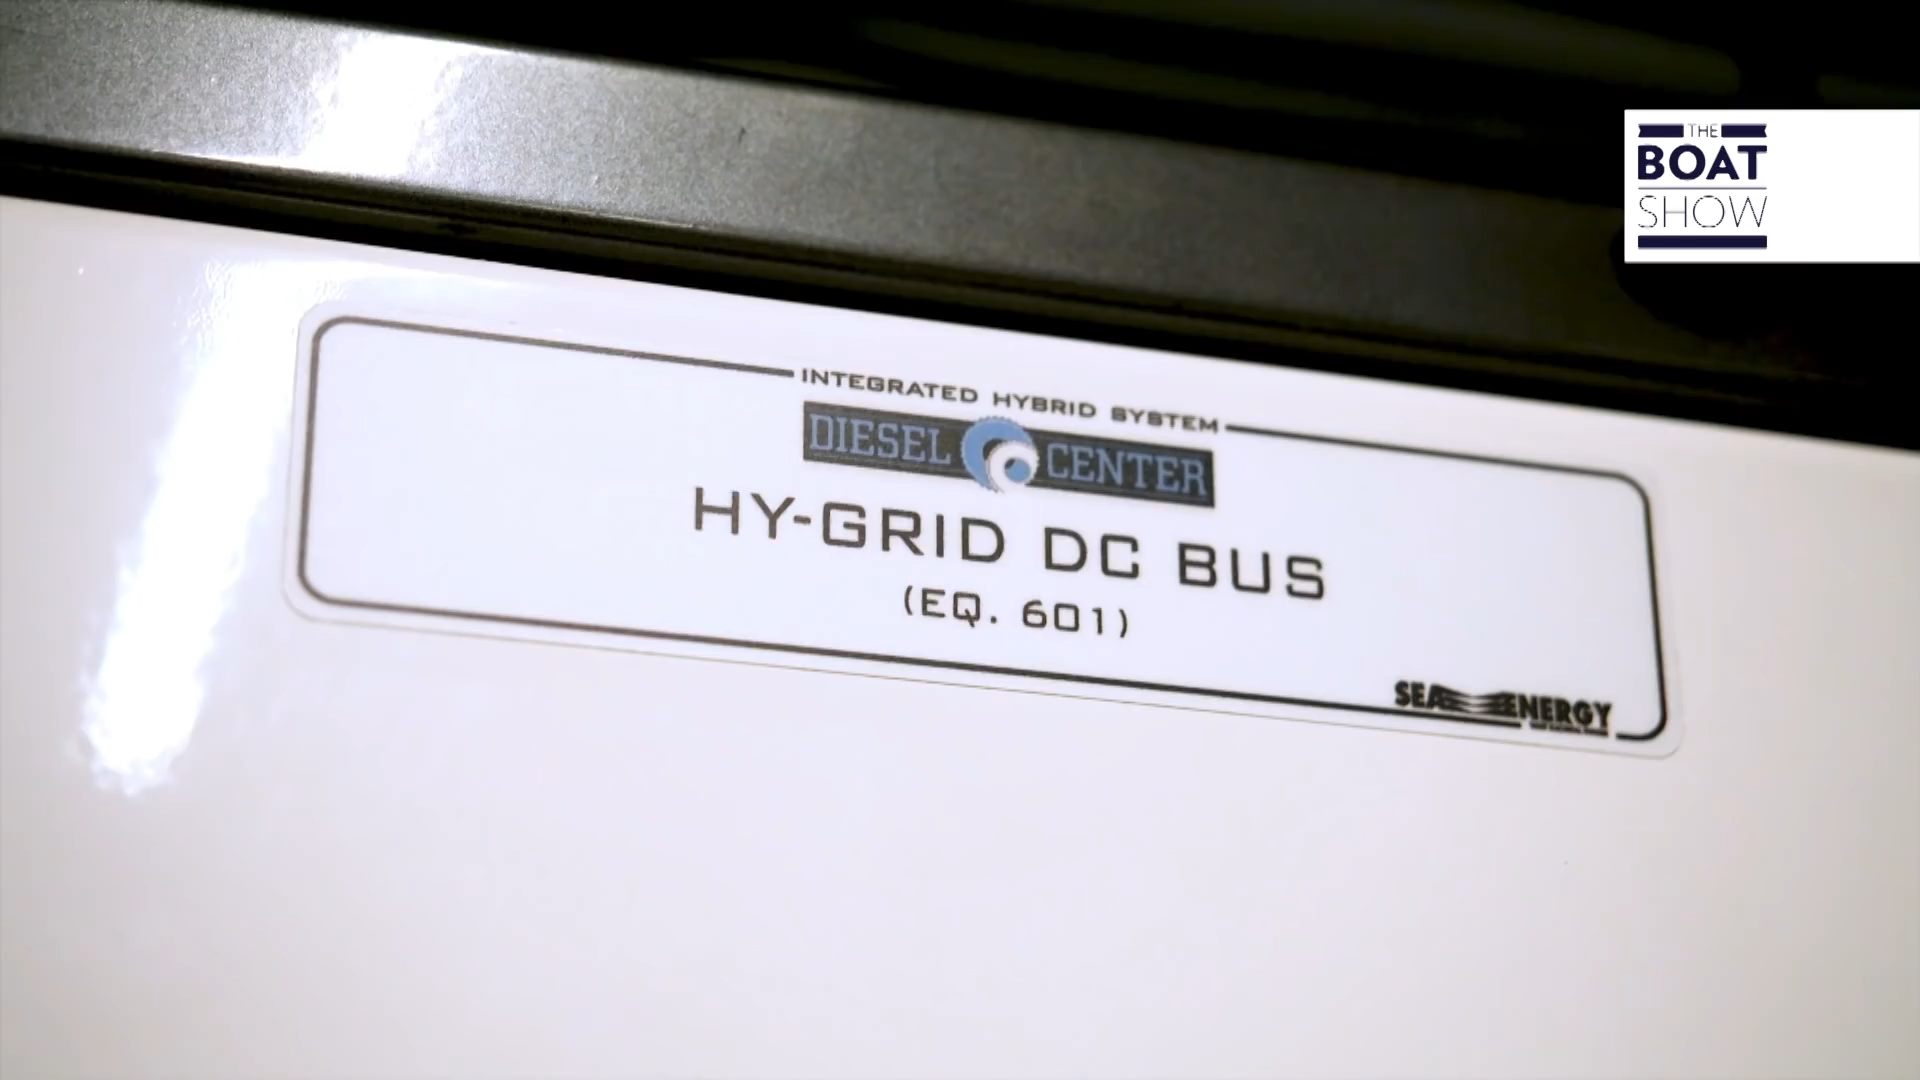 THE
BOAT
SHOW
INTEGRATED HYBRID SYSTEM
DIESEL CENTER
HY-GRID DC BUS
(EQ. 601)
SEA ENERGY